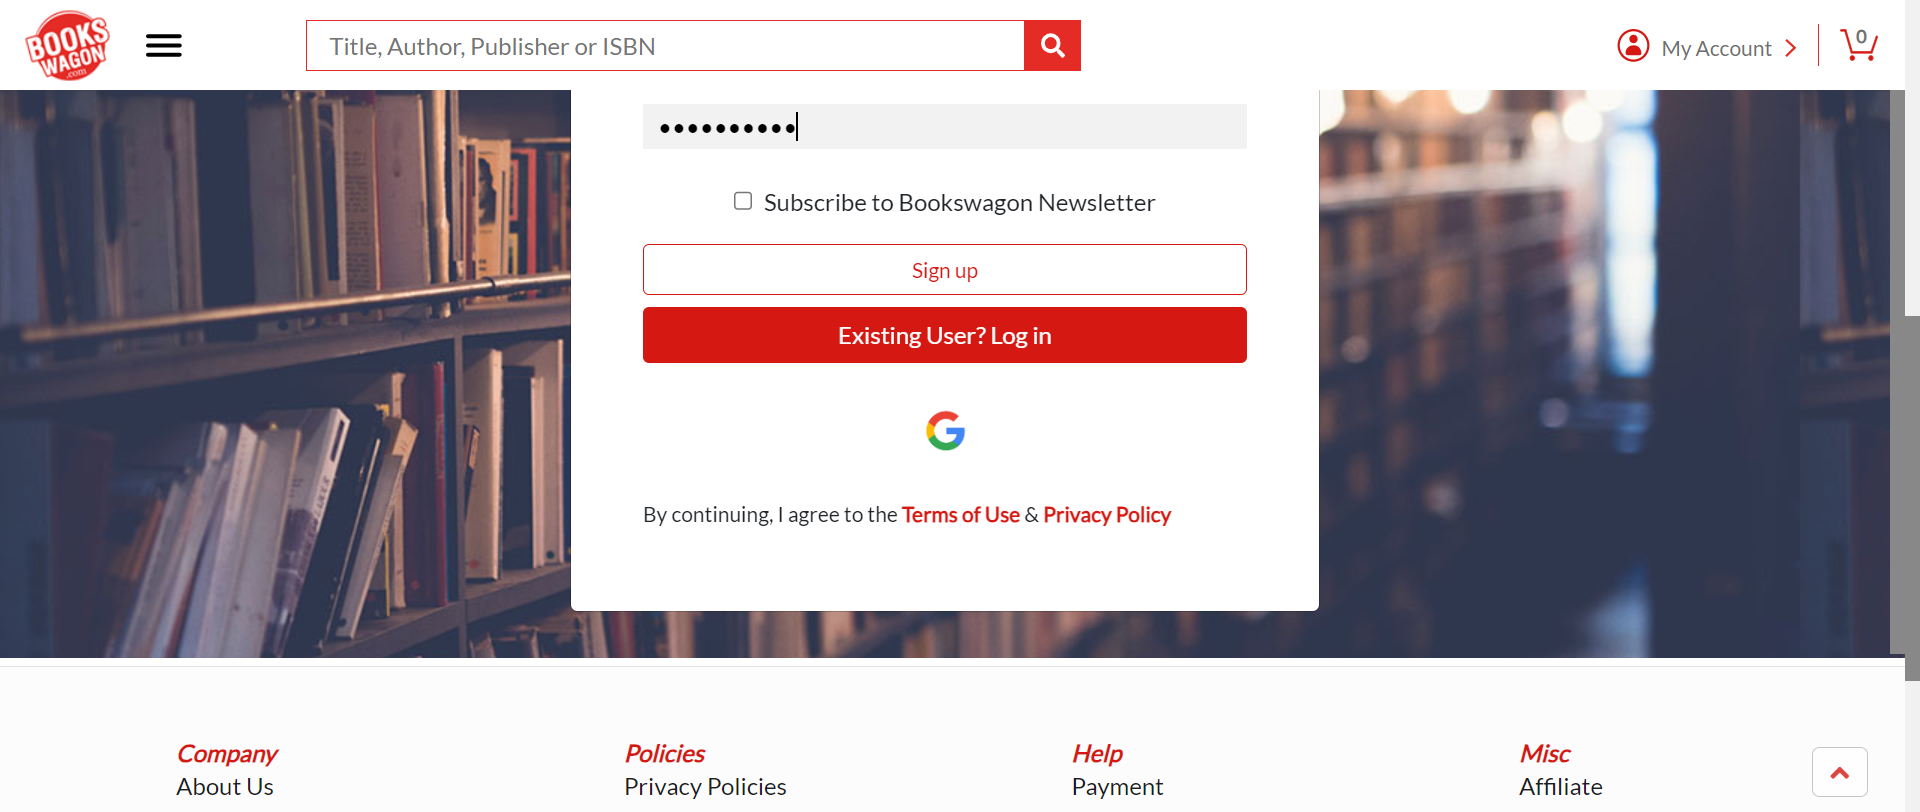 BOOKS
WAGON
.com
Title, Author, Publisher or ISBN
My Account
0
••••••••••
Subscribe to Bookswagon Newsletter
Sign up
Existing User? Log in
By continuing, I agree to the Terms of Use & Privacy Policy
Company
Policies
Help
Misc
About Us
Privacy Policies
Payment
Affiliate